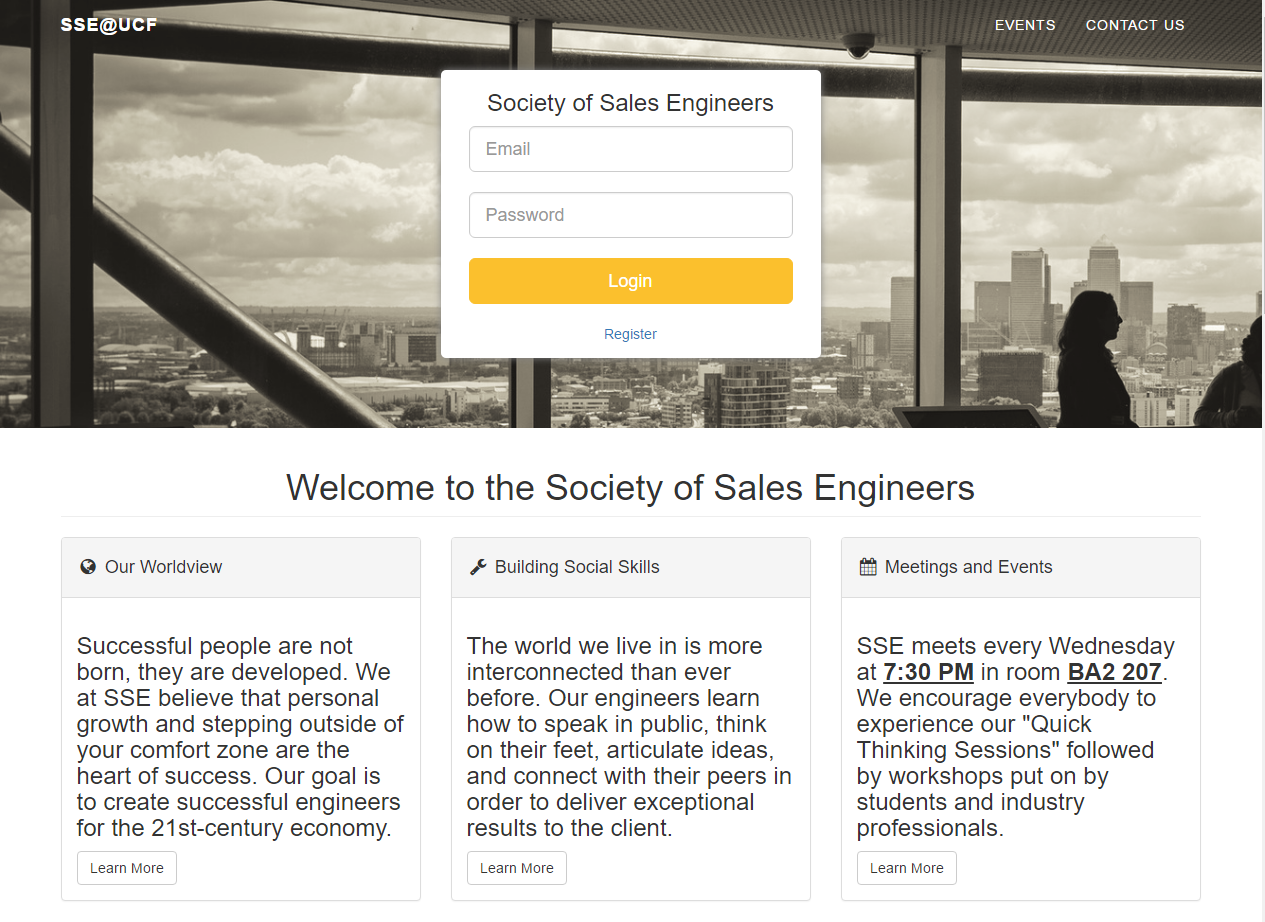 SSE@UCF
EVENTS
CONTACT US
Society of Sales Engineers
Email
Password
Login
Register
Welcome to the Society of Sales Engineers
Our Worldview
Successful people are not
born, they are developed. We
at SSE believe that personal
growth and stepping outside of
your comfort zone are the
heart of success. Our goal is
to create successful engineers
for the 21st-century economy.
Learn More
Building Social Skills
The world we live in is more
interconnected than ever
before. Our engineers learn
how to speak in public, think
on their feet, articulate ideas,
and connect with their peers in
order to deliver exceptional
results to the client.
Learn More
Meetings and Events
SSE meets every Wednesday
at 7:30 PM in room BA2 207.
We encourage everybody to
experience our "Quick
Thinking Sessions" followed
by workshops put on by
students and industry
professionals.
Learn More